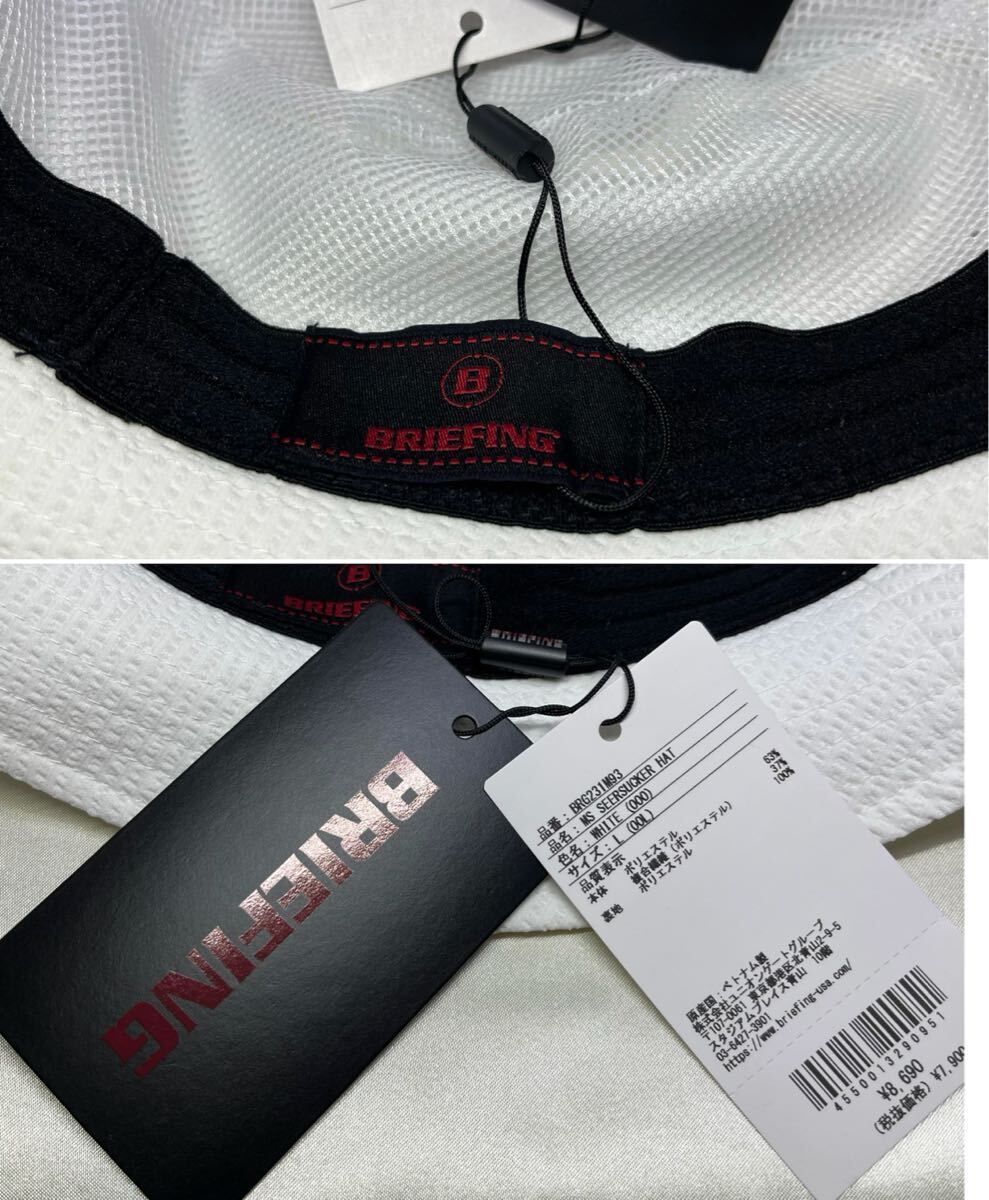 B
BRIEFING
B
BRIEFING
BRIEFING
BRIEFING
品番：BRG231M93
品名：MS SEERSUCKER HAT
色名：WHITE (000)
サイズ：L (00L)
品質表示
本体 ポリエステル 63%
複合繊維(ポリエステル) 37%
裏地 ポリエステル 100%
原産国：ベトナム製
株式会社ユニオンゲートグループ
〒107-0061 東京都港区北青山2-9-5
スタジアムプレイス青山 10階
03-6427-3901
https://www.briefing-usa.com/
4550013290951
¥8,690
(税抜価格) ¥7,900